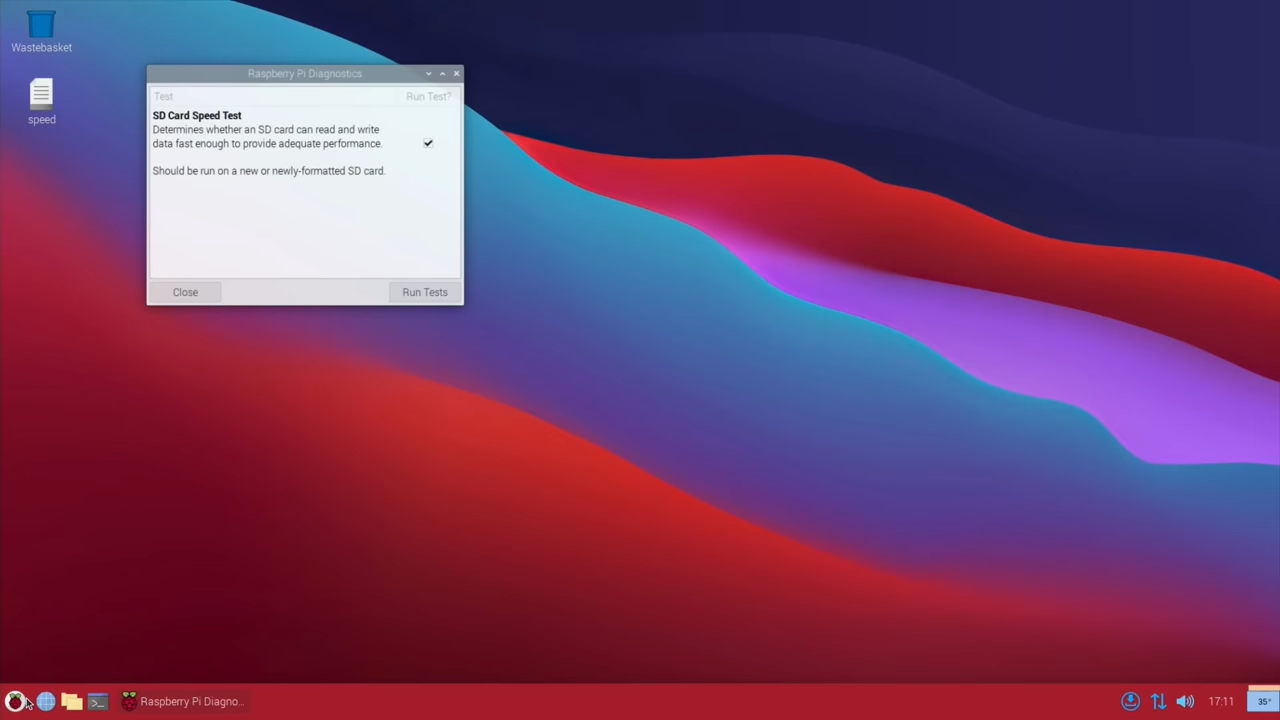 Wastebasket
speed
Raspberry Pi Diagnostics
Test Run Test?
SD Card Speed Test
Determines whether an SD card can read and write
data fast enough to provide adequate performance.
Should be run on a new or newly-formatted SD card.
Close Run Tests
>_ Raspberry Pi Diagno... 17:11 35°